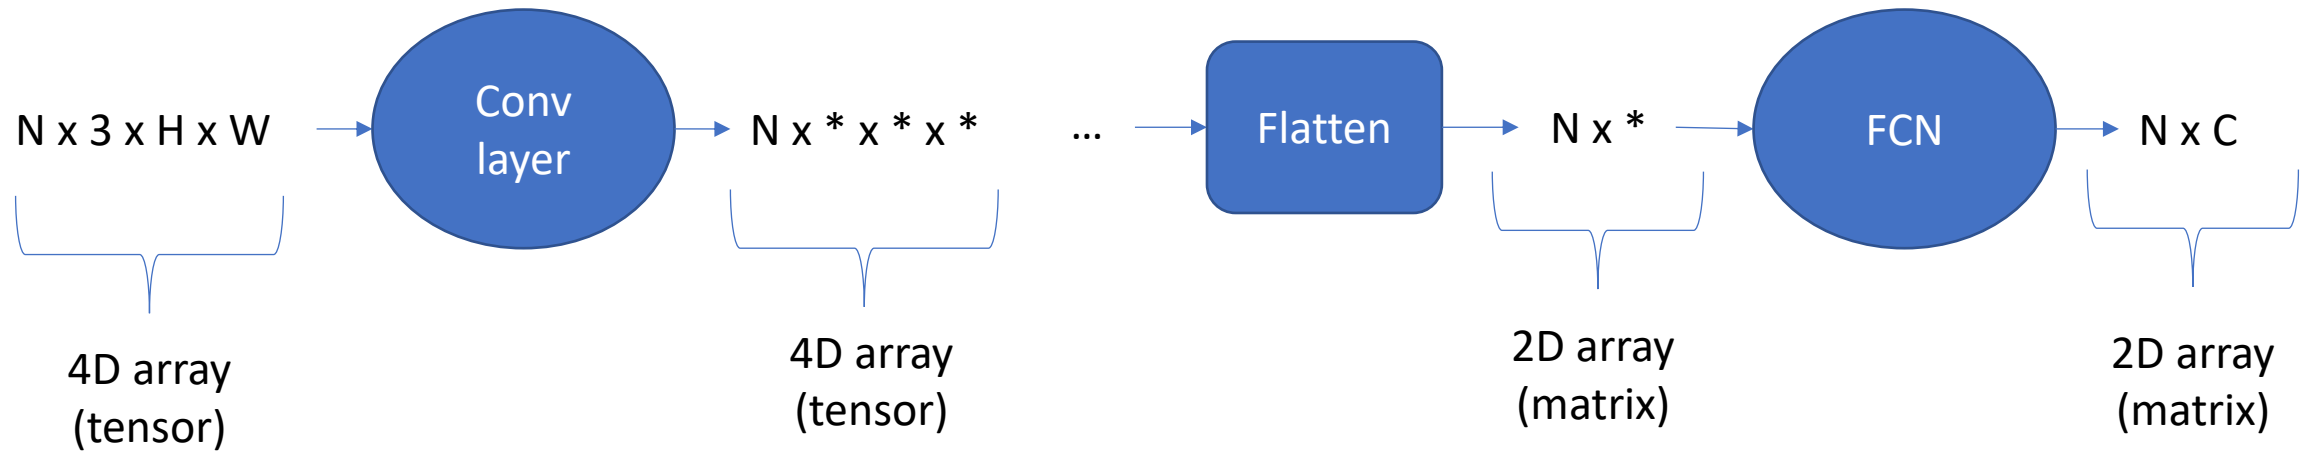 N x 3 x H x W
Conv
layer
N x * x * x *
...
Flatten
N x *
FCN
N x C
4D array
(tensor)
4D array
(tensor)
2D array
(matrix)
2D array
(matrix)